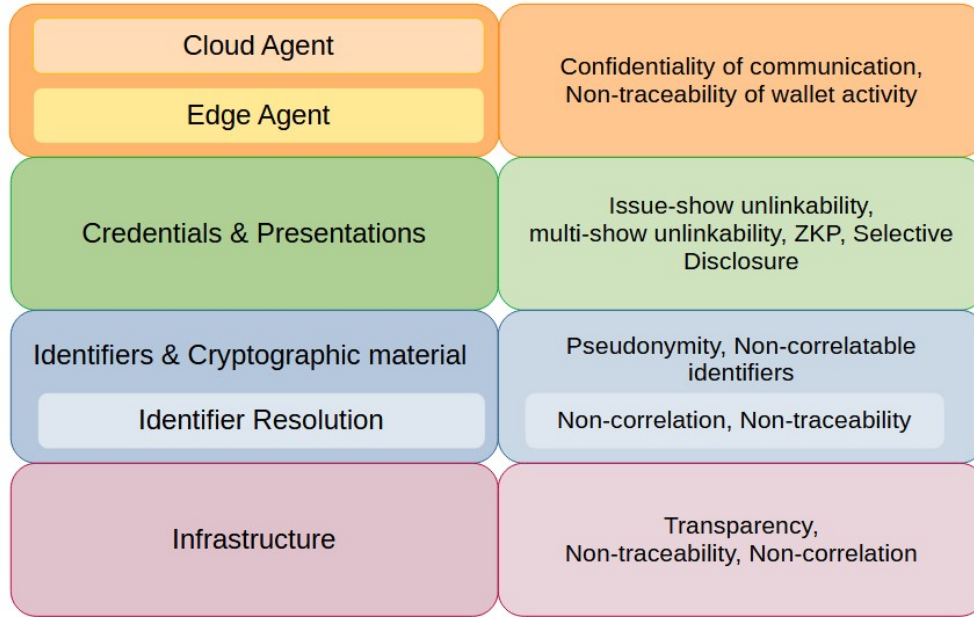 Cloud Agent
Edge Agent
Confidentiality of communication,
Non-traceability of wallet activity
Credentials & Presentations
Issue-show unlinkability,
multi-show unlinkability, ZKP, Selective
Disclosure
Identifiers & Cryptographic material
Identifier Resolution
Pseudonymity, Non-correlatable
identifiers
Non-correlation, Non-traceability
Infrastructure
Transparency,
Non-traceability, Non-correlation